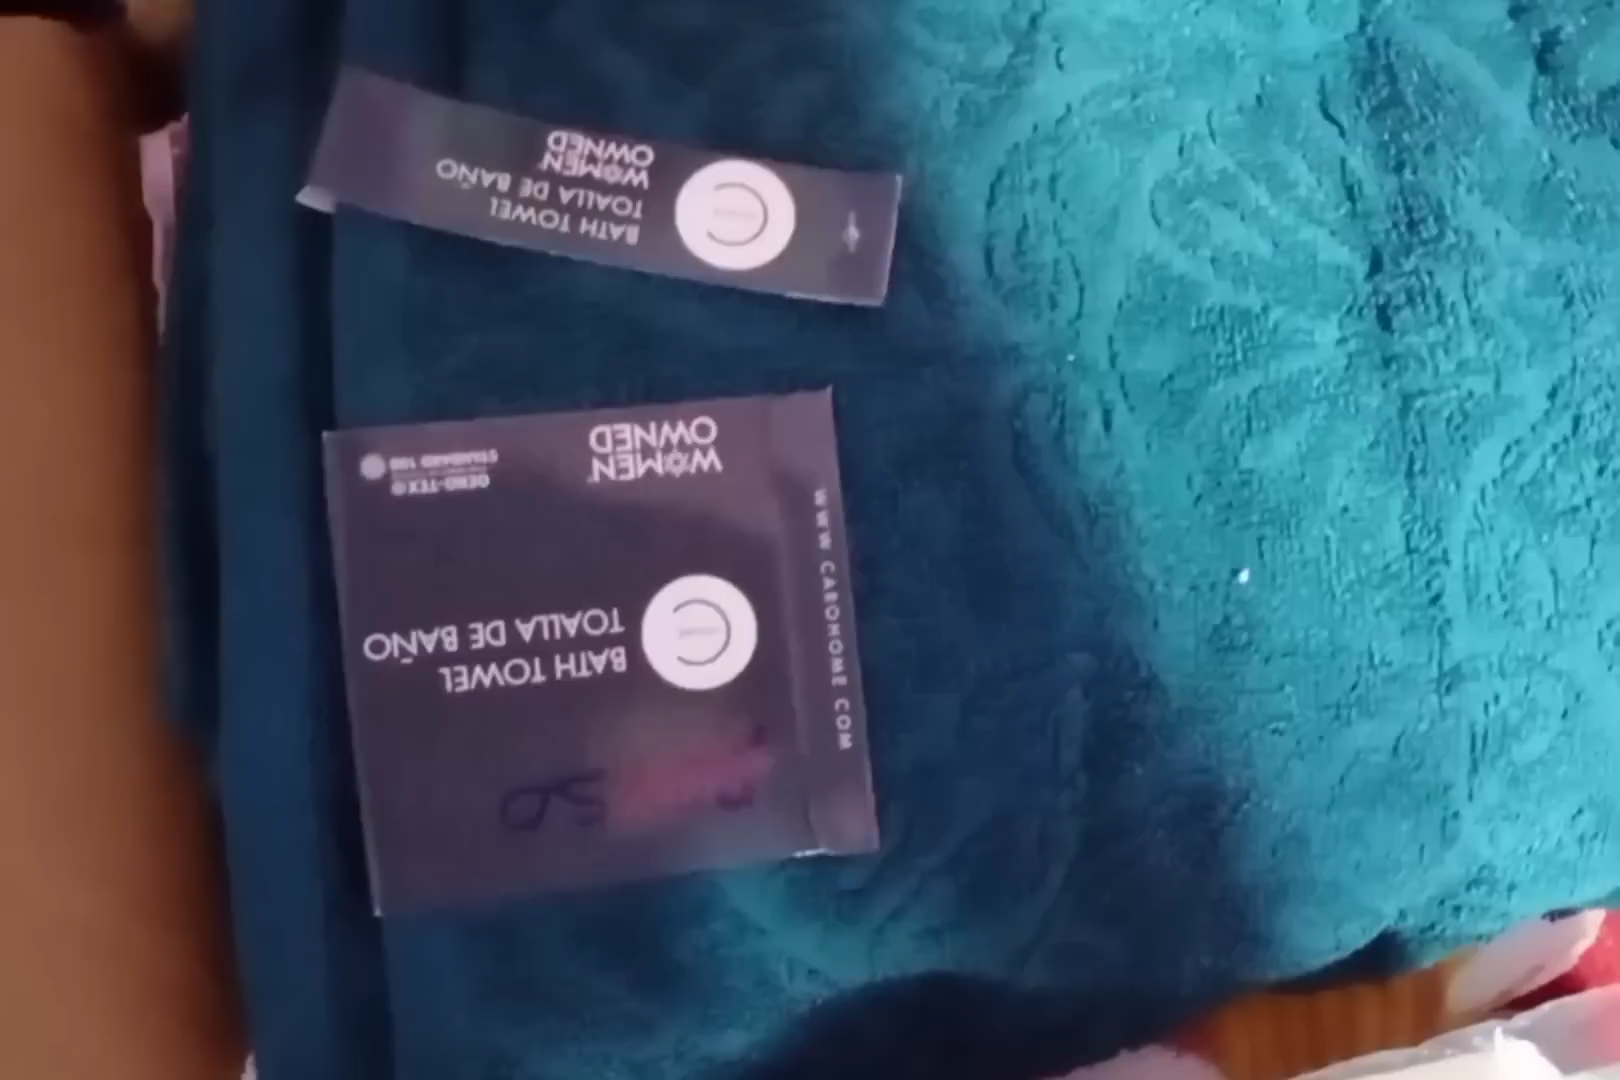 BATH TOWEL
TOALLA DE BAÑO
WOMEN
OWNED
WWW.CAROHOME.COM
BATH TOWEL
TOALLA DE BAÑO
WOMEN
OWNED
OEKO-TEX®
STANDARD 100